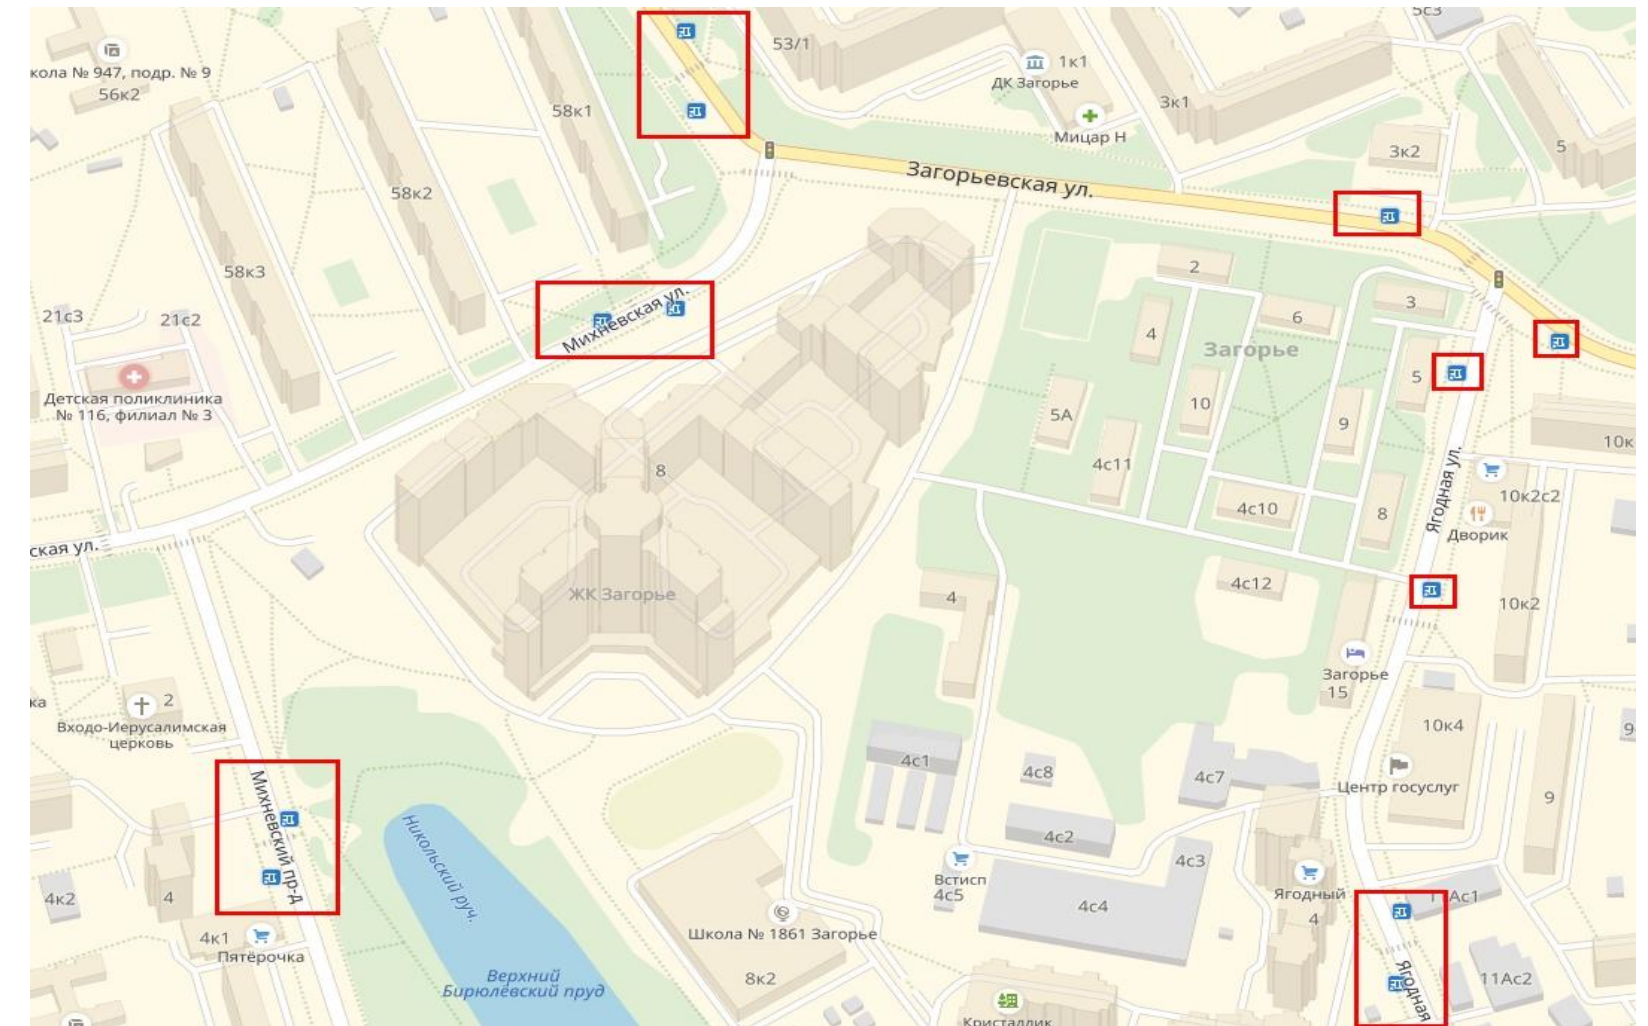 5с3
53/1
1к1
ДК Загорье
кола № 947, подр. № 9
56к2
58к1
3к1
Мицар Н
3к2
5
Загорьевская ул.
58к2
58к3
2
3
6
21с3
21с2
Михневская ул.
4
Загорье
Детская поликлиника
№ 116, филиал № 3
5
10
5А
9
10к
4с11
8
Ягодная ул.
10к2с2
4с10
8
Дворик
ская ул.
4с12
ЖК Загорье
4
10к2
Загорье
15
ка
2
Входо-Иерусалимская
церковь
10к4
9
4с1
4с8
4с7
Центр госуслуг
9
Михневский пр-д
Никольский руч.
4с2
4с3
Встисп
4с5
Ягодный
4
4к2
4
4с4
11Ас1
4к1
Пятёрочка
Школа № 1861 Загорье
8к2
Верхний
Бирюлёвский пруд
Ягодная
11Ас2
Кристаллик